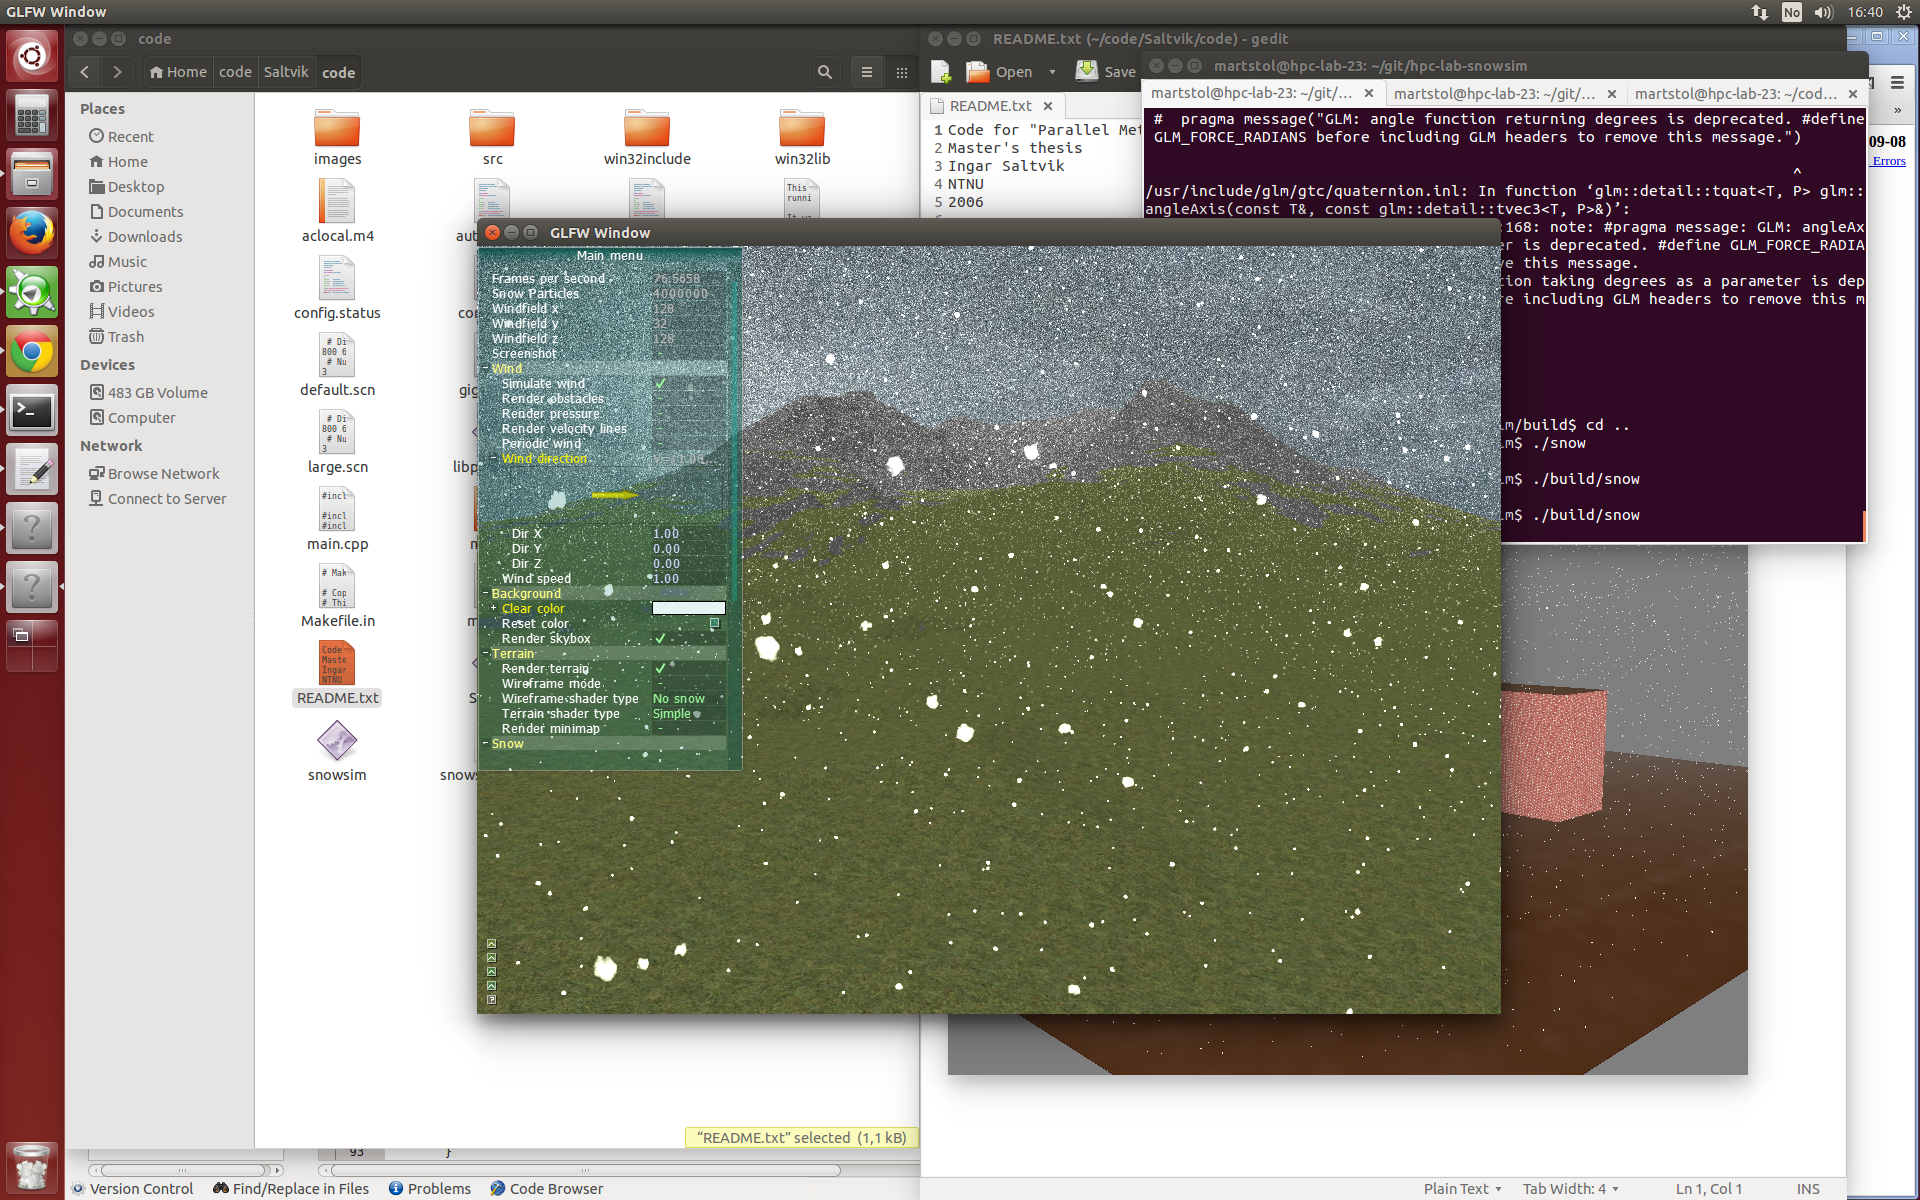 GLFW Window
No
16:40
code
Home
code
Saltvik
code
Places
Recent
Home
Desktop
Documents
Downloads
Music
Pictures
Videos
Trash
Devices
483 GB Volume
Computer
Network
Browse Network
Connect to Server
images
src
win32include
win32lib
aclocal.m4
config.status
default.scn
large.scn
main.cpp
Makefile.in
README.txt
snowsim
"README.txt" selected (1,1 kB)
93 }
Version Control
Find/Replace in Files
Problems
Code Browser
README.txt (~/code/Saltvik/code) - gedit
Open
Save
README.txt
1 Code for "Parallel Met
2 Master's thesis
3 Ingar Saltvik
4 NTNU
5 2006
Plain Text
Tab Width: 4
Ln 1, Col 1
INS
martstol@hpc-lab-23: ~/git/hpc-lab-snowsim
martstol@hpc-lab-23: ~/git/...
martstol@hpc-lab-23: ~/git/...
martstol@hpc-lab-23: ~/cod...
# pragma message("GLM: angle function returning degrees is deprecated. #define
GLM_FORCE_RADIANS before including GLM headers to remove this message.")
^
/usr/include/glm/gtc/quaternion.inl: In function ‘glm::detail::tquat<T, P> glm::
angleAxis(const T&, const glm::detail::tvec3<T, P>&)’:
:168: note: #pragma message: GLM: angleAx
er is deprecated. #define GLM_FORCE_RADIA
ve this message.
tion taking degrees as a parameter is dep
re including GLM headers to remove this m
lm/build$ cd ..
lm$ ./snow
lm$ ./build/snow
lm$ ./build/snow
09-08
Errors
GLFW Window
Main menu
Frames per second 76.5658
Snow Particles 4000000
Windfield x 128
Windfield y 32
Windfield z 128
Screenshot
Wind
Simulate wind
Render obstacles
Render pressure
Render velocity lines
Periodic wind
Wind direction
Dir X 1.00
Dir Y 0.00
Dir Z 0.00
Wind speed 1.00
Background
Clear color
Reset color
Render skybox
Terrain
Render terrain
Wireframe mode
Wireframe shader type No snow
Terrain shader type Simple
Render minimap
Snow